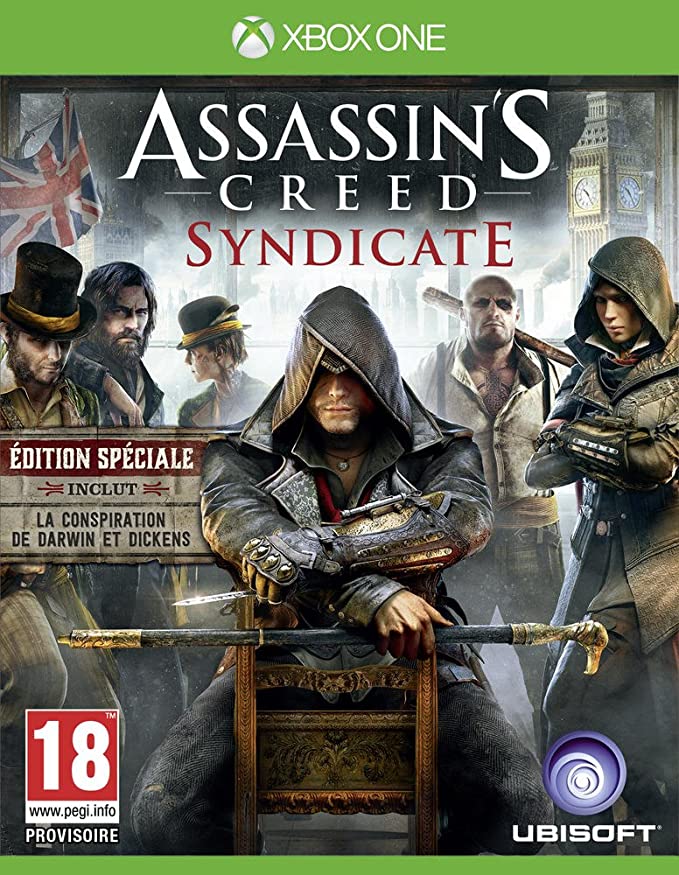 XBOX ONE
ASSASSIN'S
CREED
SYNDICATE
ÉDITION SPÉCIALE
INCLUT
LA CONSPIRATION
DE DARWIN ET DICKENS
18
TM
www.pegi.info
PROVISOIRE
UBISOFT